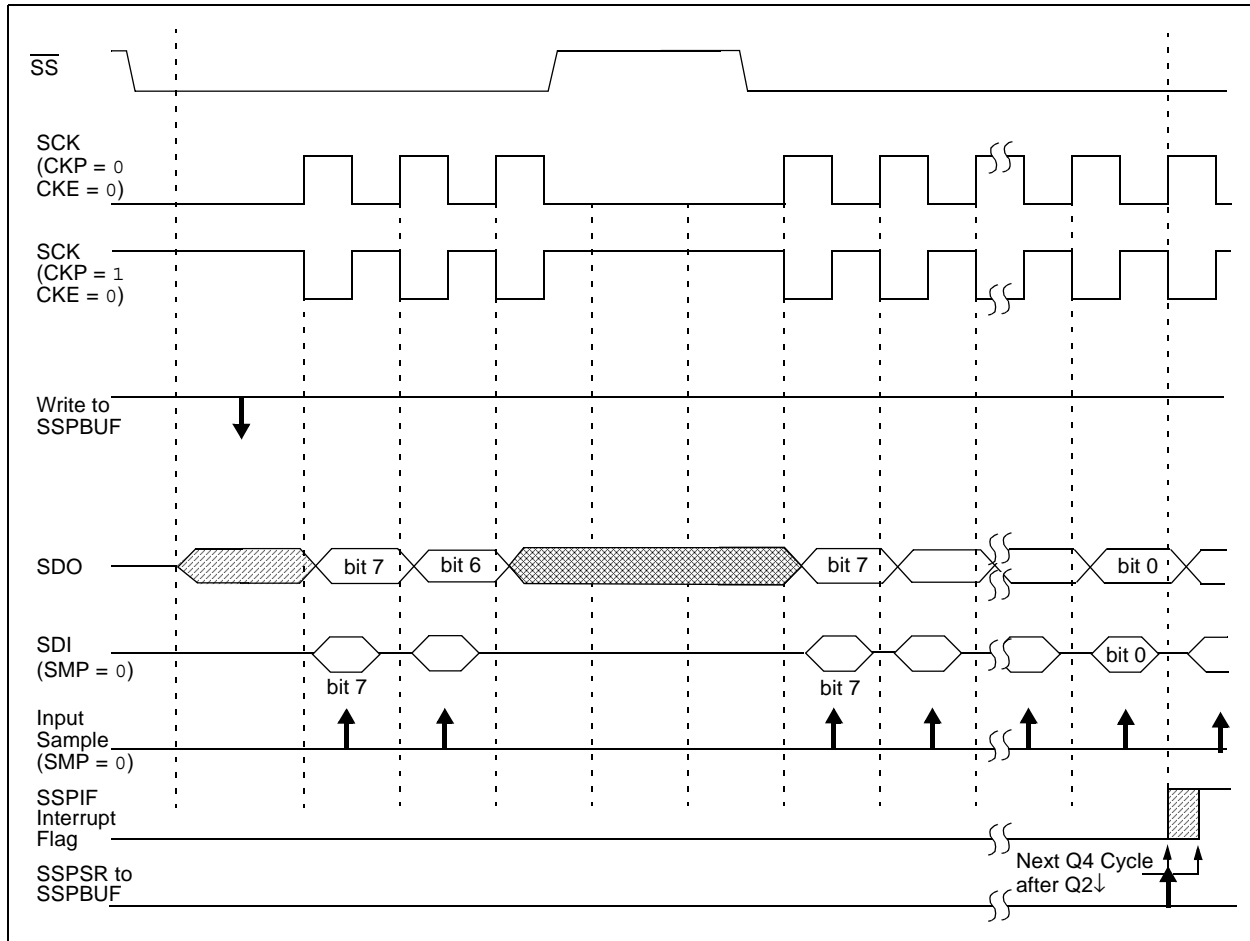 SS
SCK
(CKP = 0
CKE = 0)
SCK
(CKP = 1
CKE = 0)
Write to
SSPBUF
SDO
bit 7
bit 6
bit 7
bit 0
SDI
(SMP = 0)
bit 7
bit 7
bit 0
Input
Sample
(SMP = 0)
SSPIF
Interrupt
Flag
SSPSR to
SSPBUF
Next Q4 Cycle
after Q2↓